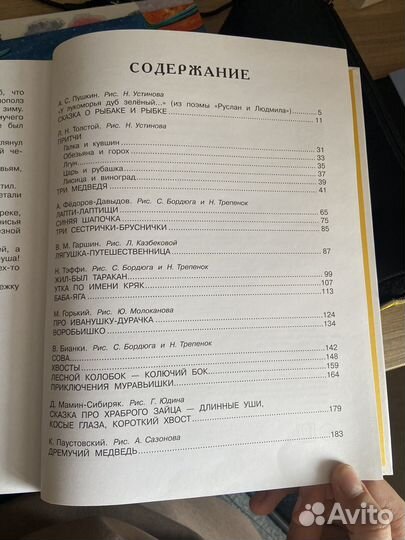 СОДЕРЖАНИЕ
А. С. Пушкин. Рис. Н. Устинова
«У лукоморья дуб зелёный...» (из поэмы «Руслан и Людмила») 5
СКАЗКА О РЫБАКЕ И РЫБКЕ 11
Л. Н. Толстой. Рис. Н. Устинова
ПРИТЧИ
Галка и кувшин 31
Обезьяна и горох 33
Лгун 35
Царь и рубашка 37
Лисица и виноград 39
ТРИ МЕДВЕДЯ 41
А. Фёдоров-Давыдов. Рис. С. Бордюга и Н. Трепенок
ЛАПТИ-ЛАПТИЩИ 65
СИНЯЯ ШАПОЧКА 75
ТРИ СЕСТРИЧКИ-БРУСНИЧКИ 85
В. М. Гаршин. Рис. Л. Казбековой
ЛЯГУШКА-ПУТЕШЕСТВЕННИЦА 87
Н. Тэффи. Рис. С. Бордюга и Н. Трепенок
ЖИЛ-БЫЛ ТАРАКАН 99
УТКА ПО ИМЕНИ КРЯК 107
БАБА-ЯГА 113
М. Горький. Рис. Ю. Молоканова
ПРО ИВАНУШКУ-ДУРАЧКА 124
ВОРОБЬИШКО 134
В. Бианки. Рис. С. Бордюга и Н. Трепенок
СОВА 142
ХВОСТЫ 148
ЛЕСНОЙ КОЛОБОК — КОЛЮЧИЙ БОК 159
ПРИКЛЮЧЕНИЯ МУРАВЬИШКИ 164
Д. Мамин-Сибиряк. Рис. Г. Юдина
СКАЗКА ПРО ХРАБРОГО ЗАЙЦА — ДЛИННЫЕ УШИ,
КОСЫЕ ГЛАЗА, КОРОТКИЙ ХВОСТ 179
К. Паустовский. Рис. А. Сазонова
ДРЕМУЧИЙ МЕДВЕДЬ 183
Avito